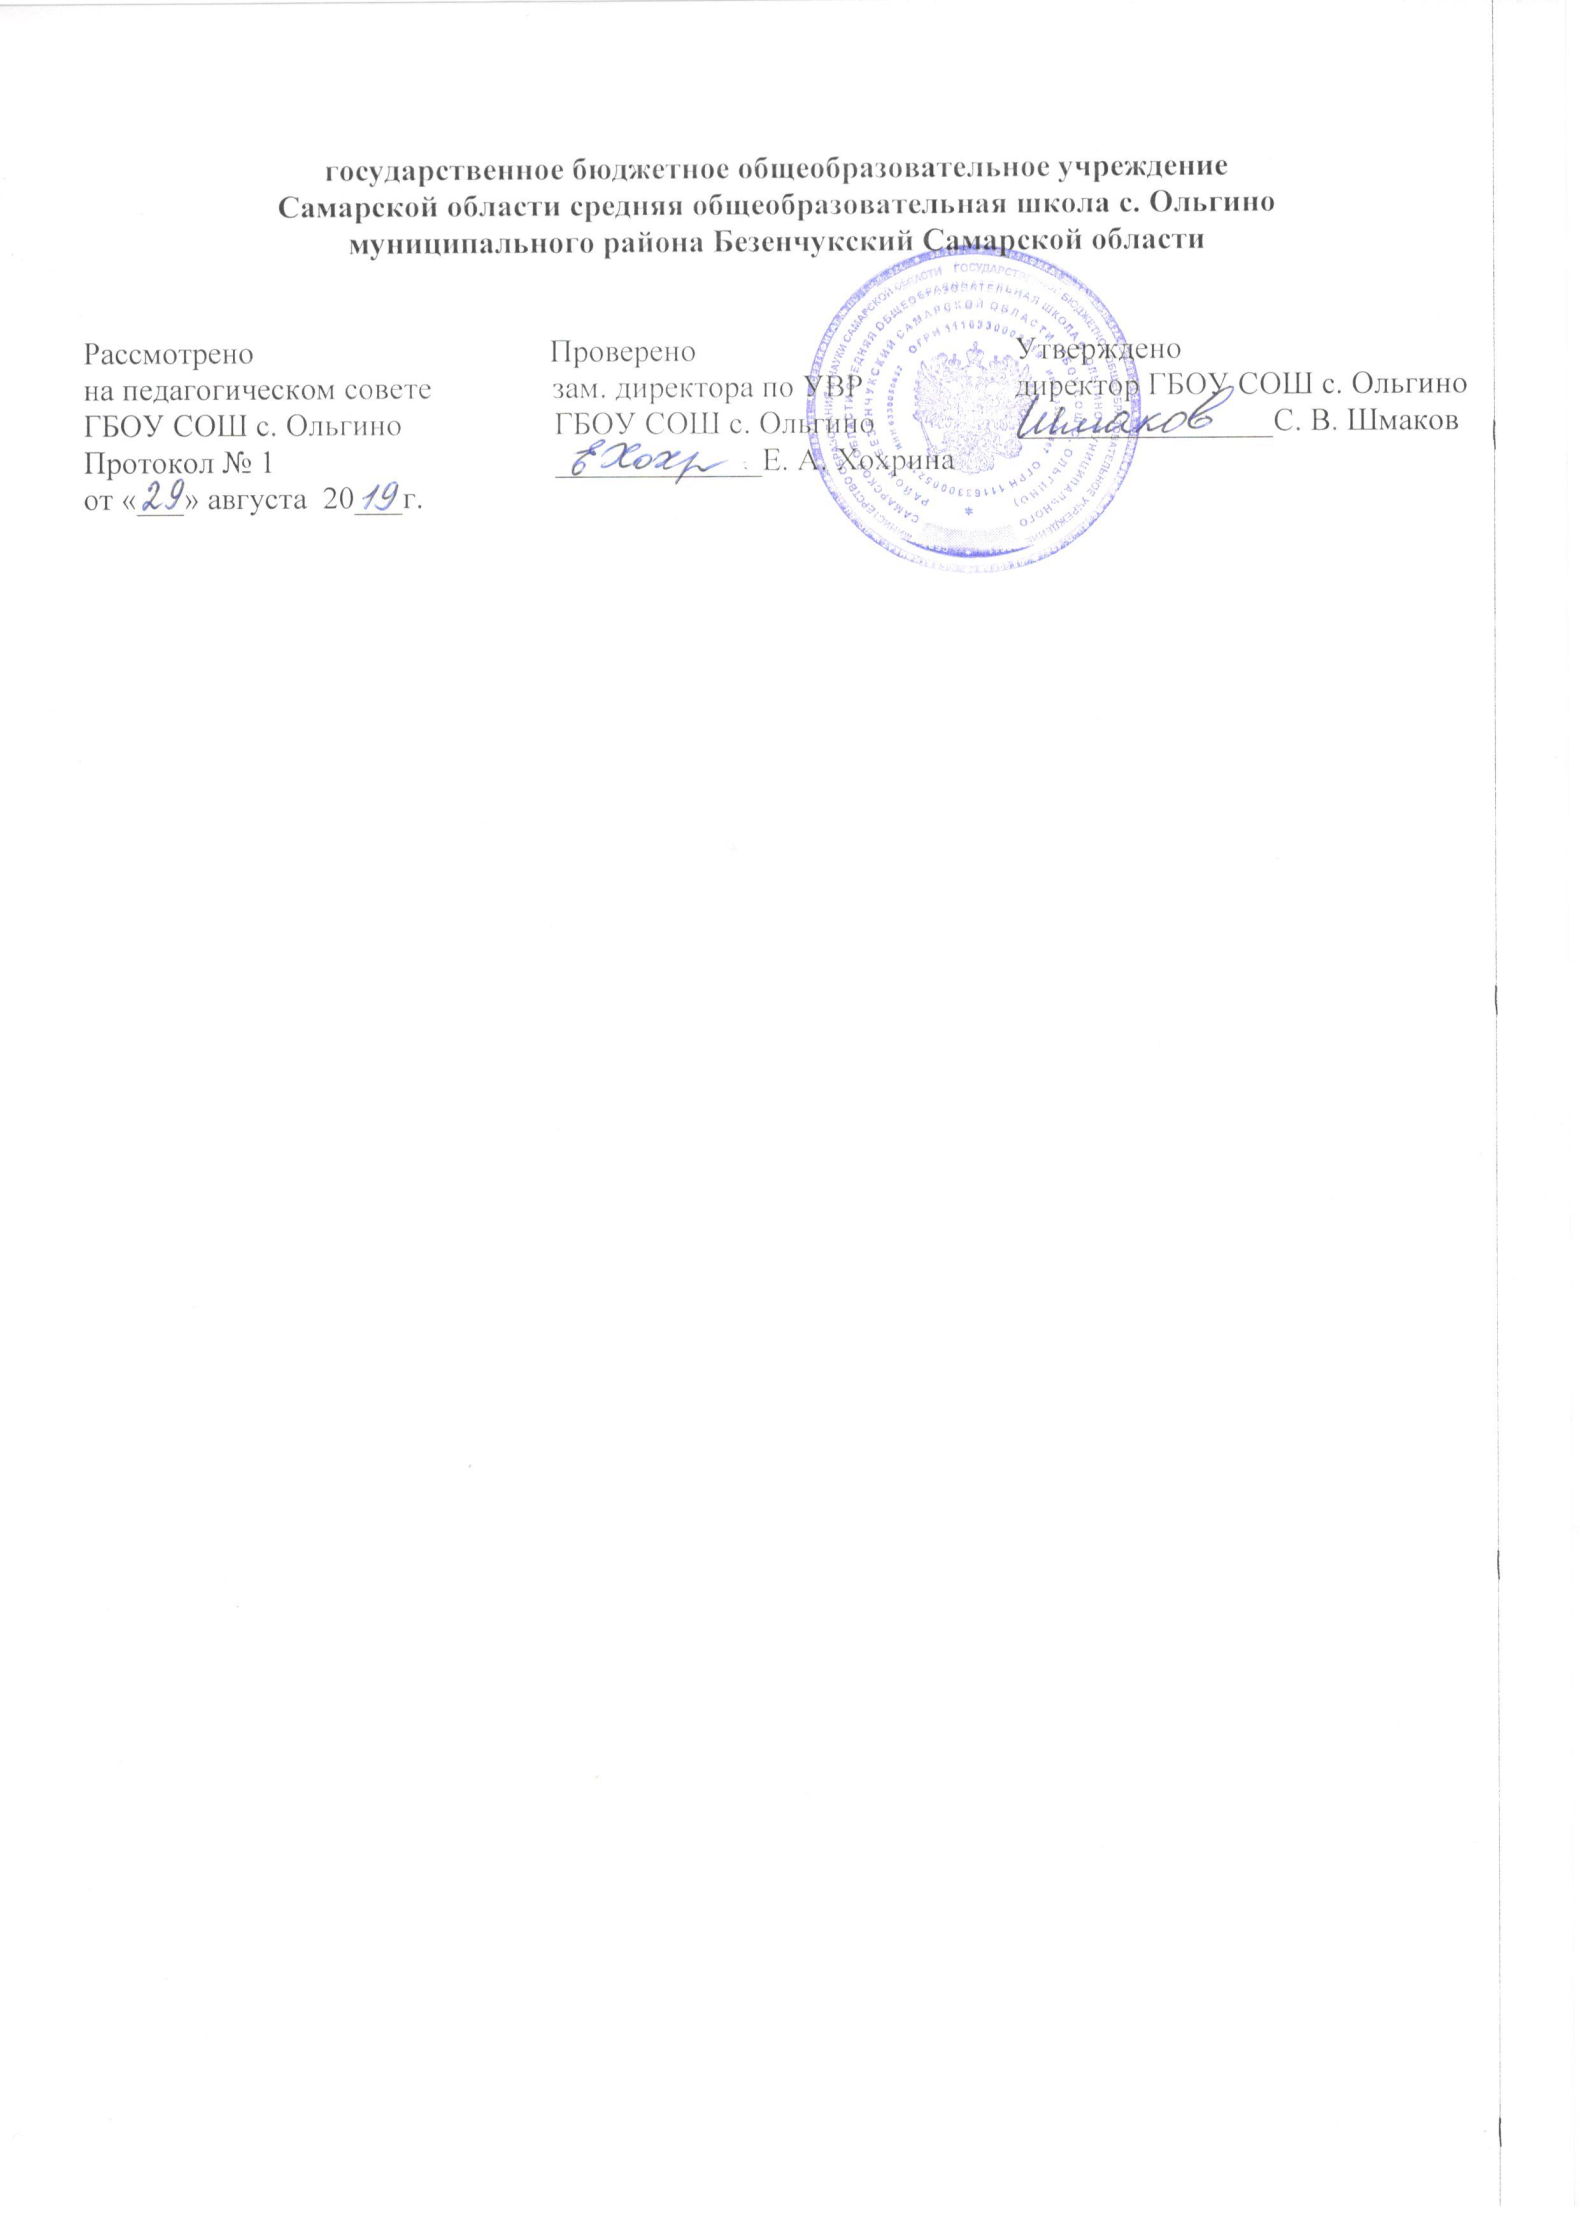 государственное бюджетное общеобразовательное учреждение
Самарской области средняя общеобразовательная школа с. Ольгино
муниципального района Безенчукский Самарской области
Рассмотрено
на педагогическом совете
ГБОУ СОШ с. Ольгино
Протокол № 1
от «29» августа 2019г.
Проверено
зам. директора по УВР
ГБОУ СОШ с. Ольгино
ЕХохр Е. А. Хохрина
Утверждено
директор ГБОУ СОШ с. Ольгино
Шмаков С. В. Шмаков